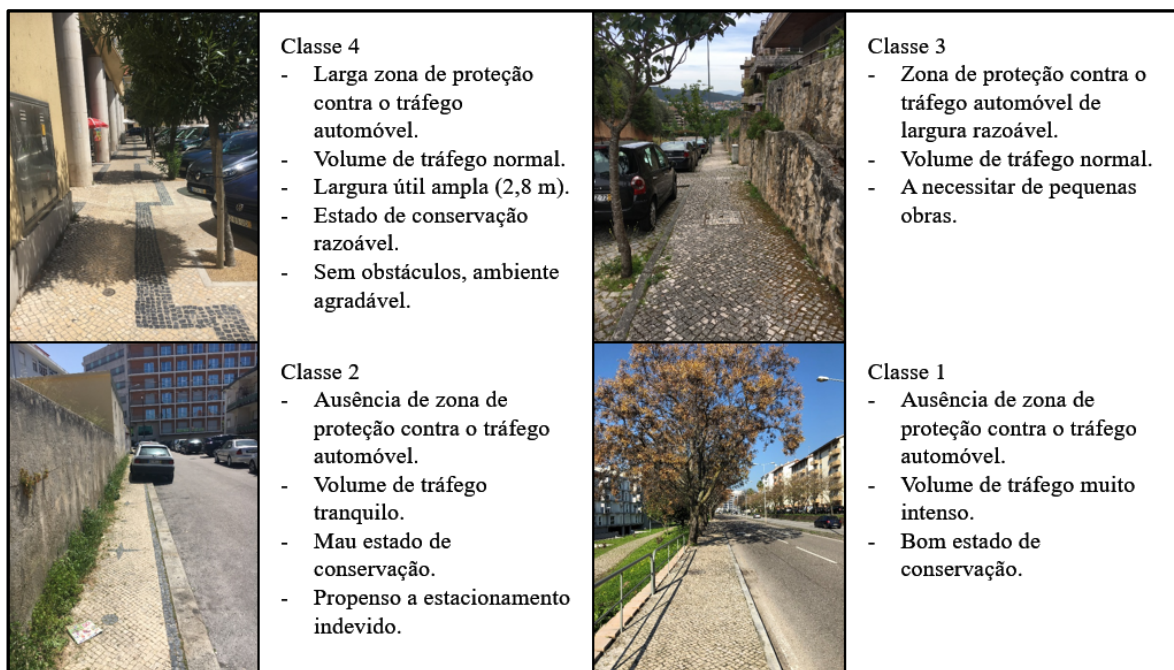 Classe 4
- Larga zona de proteção
contra o tráfego
automóvel.
- Volume de tráfego normal.
- Largura útil ampla (2,8 m).
- Estado de conservação
razoável.
- Sem obstáculos, ambiente
agradável.
Classe 3
- Zona de proteção contra o
tráfego automóvel de
largura razoável.
- Volume de tráfego normal.
- A necessitar de pequenas
obras.
Classe 2
- Ausência de zona de
proteção contra o tráfego
automóvel.
- Volume de tráfego
tranquilo.
- Mau estado de
conservação.
- Propenso a estacionamento
indevido.
Classe 1
- Ausência de zona de
proteção contra o tráfego
automóvel.
- Volume de tráfego muito
intenso.
- Bom estado de
conservação.